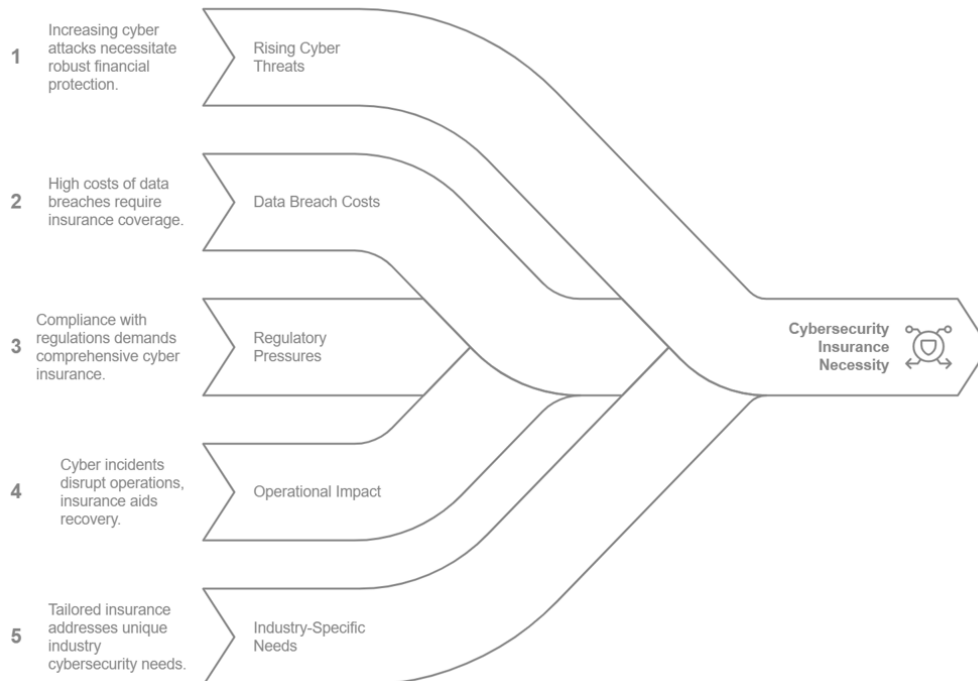 1
Increasing cyber
attacks necessitate
robust financial
protection.
Rising Cyber
Threats
2
High costs of data
breaches require
insurance coverage.
Data Breach Costs
3
Compliance with
regulations demands
comprehensive cyber
insurance.
Regulatory
Pressures
Cybersecurity
Insurance
Necessity
4
Cyber incidents
disrupt operations,
insurance aids
recovery.
Operational Impact
5
Tailored insurance
addresses unique
industry
cybersecurity needs.
Industry-Specific
Needs